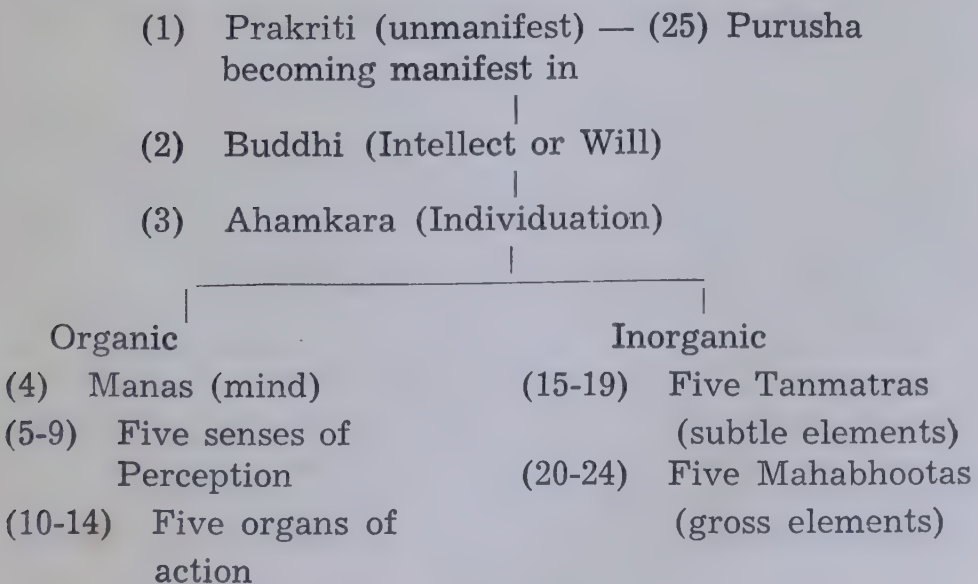 (1) Prakriti (unmanifest) — (25) Purusha
becoming manifest in
(2) Buddhi (Intellect or Will)
(3) Ahamkara (Individuation)
Organic
(4) Manas (mind)
(5-9) Five senses of
Perception
(10-14) Five organs of
action
Inorganic
(15-19) Five Tanmatras
(subtle elements)
(20-24) Five Mahabhootas
(gross elements)